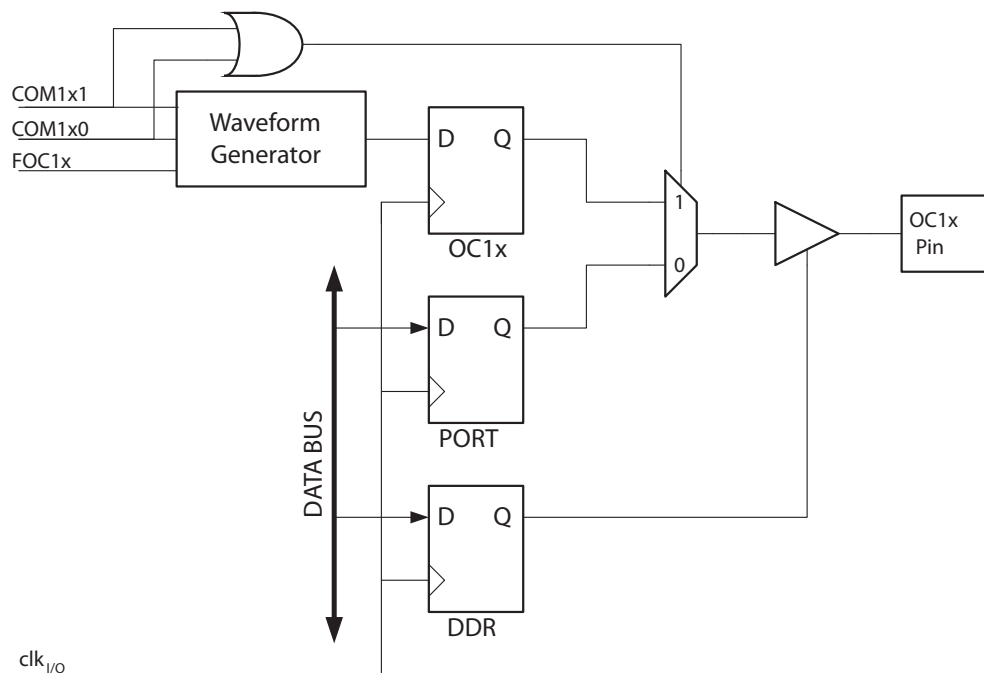 COM1x1
COM1x0
FOC1x
Waveform
Generator
D Q
OC1x
1
0
OC1x
Pin
D Q
PORT
DATA BUS
D Q
DDR
clkI/O